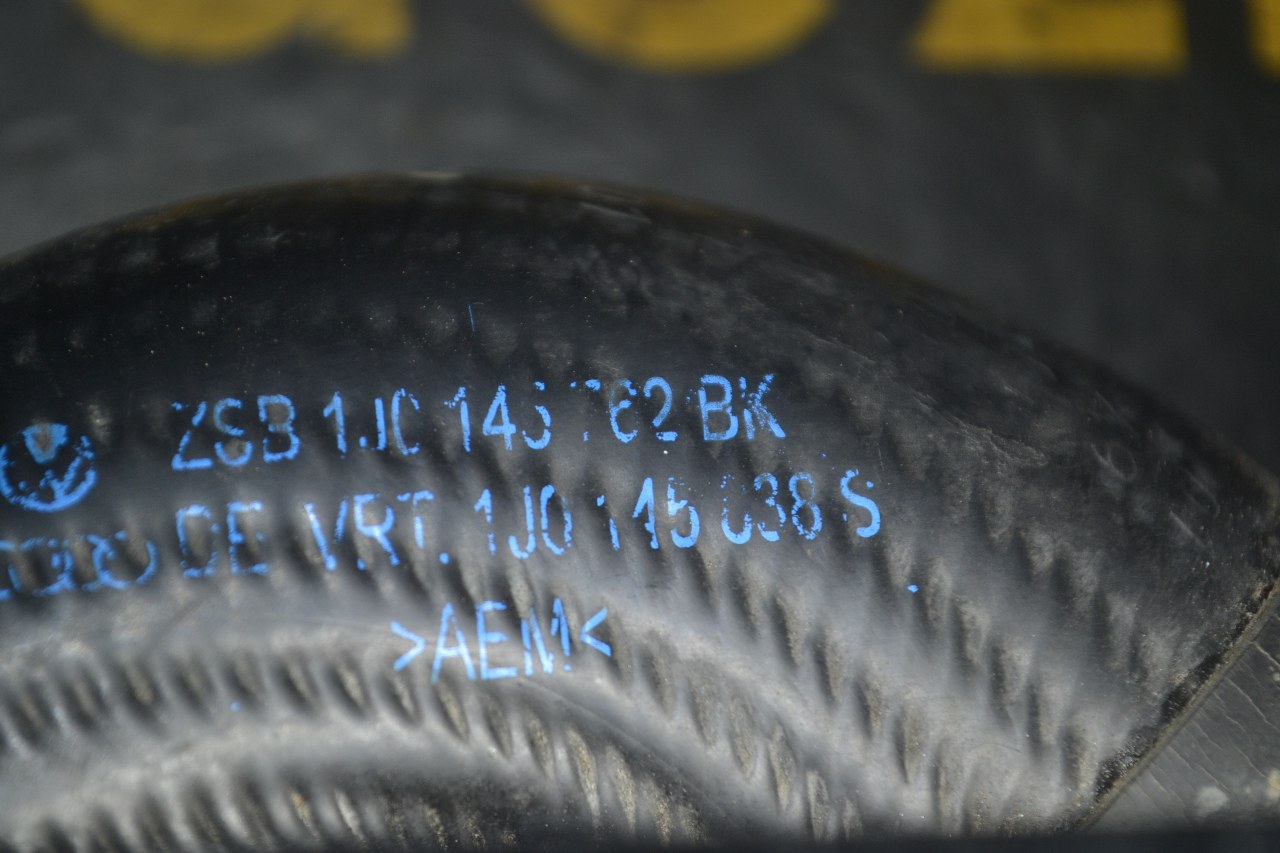 ZSB 1J0 145 762 BK
DE VRT. 1J0 145 838 S
>AEM<